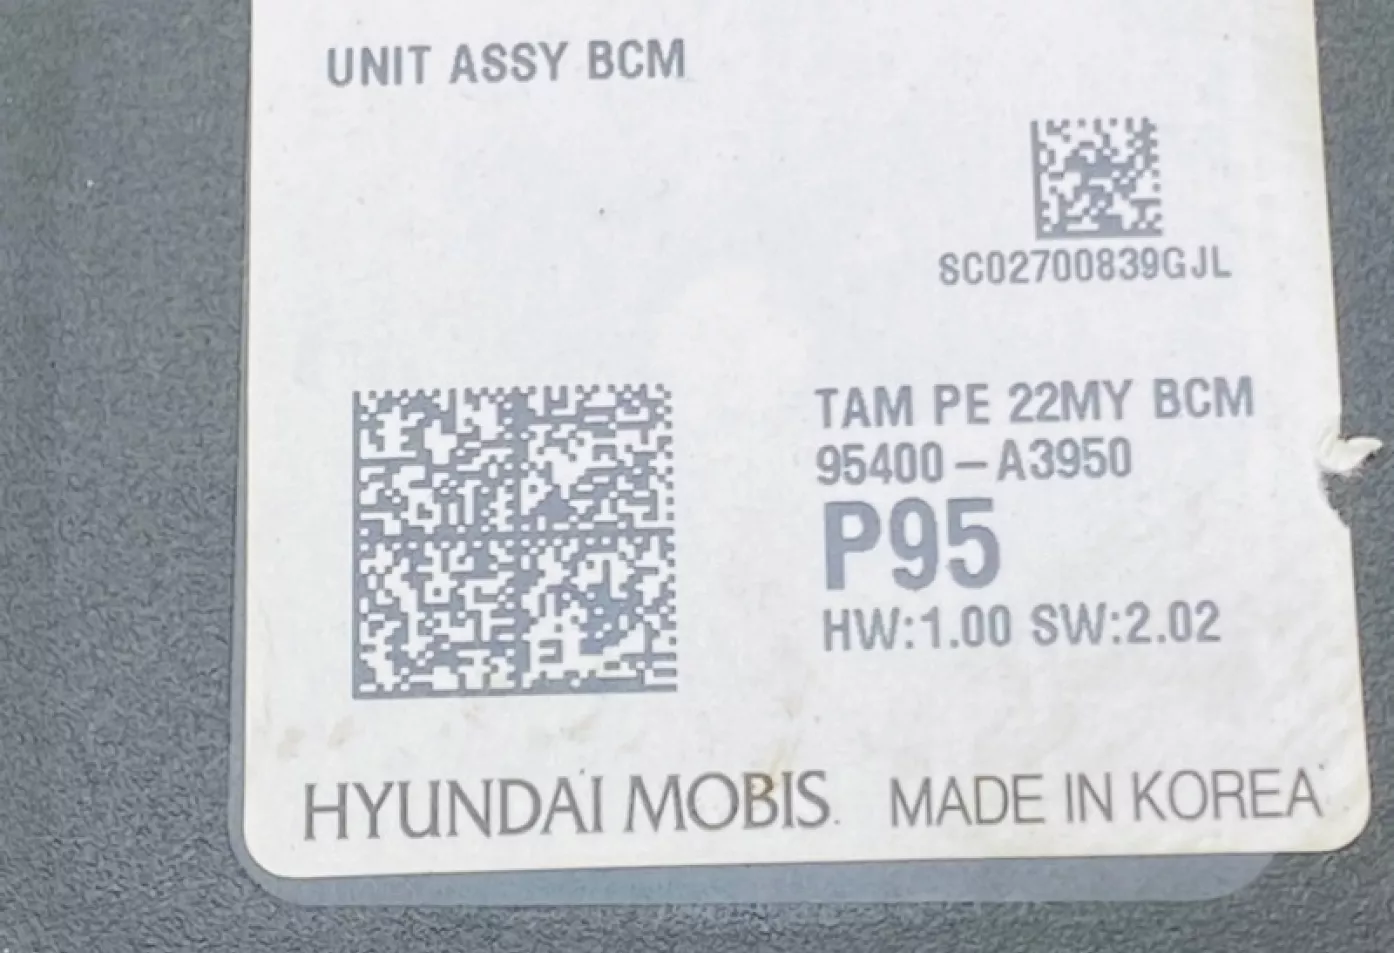 UNIT ASSY BCM
SC02700839GJL
TAM PE 22MY BCM
95400-A3950
P95
HW:1.00 SW:2.02
HYUNDAI MOBIS. MADE IN KOREA